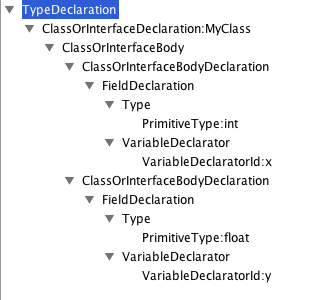 TypeDeclaration
ClassOrInterfaceDeclaration:MyClass
ClassOrInterfaceBody
ClassOrInterfaceBodyDeclaration
FieldDeclaration
Type
PrimitiveType:int
VariableDeclarator
VariableDeclaratorId:x
ClassOrInterfaceBodyDeclaration
FieldDeclaration
Type
PrimitiveType:float
VariableDeclarator
VariableDeclaratorId:y